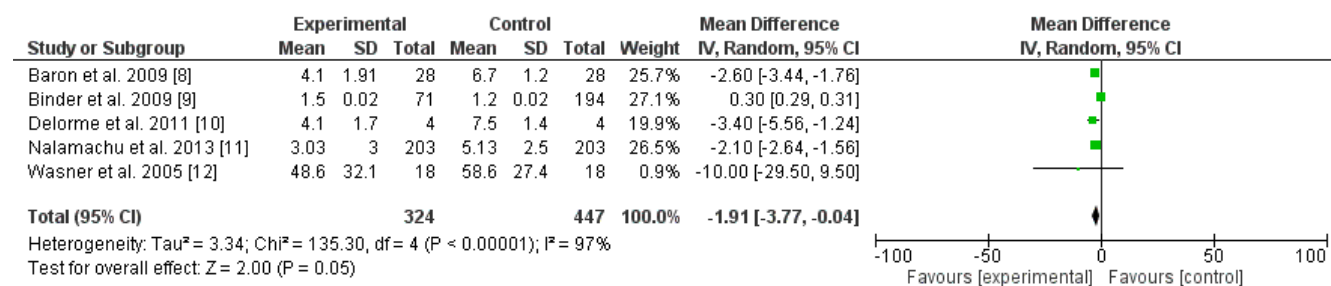 Experimental Control Mean Difference Mean Difference
Study or Subgroup Mean SD Total Mean SD Total Weight IV, Random, 95% CI IV, Random, 95% CI
Baron et al. 2009 [8] 4.1 1.91 28 6.7 1.2 28 25.7% -2.60 [-3.44, -1.76]
Binder et al. 2009 [9] 1.5 0.02 71 1.2 0.02 194 27.1% 0.30 [0.29, 0.31]
Delorme et al. 2011 [10] 4.1 1.7 4 7.5 1.4 4 19.9% -3.40 [-5.56, -1.24]
Nalamachu et al. 2013 [11] 3.03 3 203 5.13 2.5 203 26.5% -2.10 [-2.64, -1.56]
Wasner et al. 2005 [12] 48.6 32.1 18 58.6 27.4 18 0.9% -10.00 [-29.50, 9.50]
Total (95% CI) 324 447 100.0% -1.91 [-3.77, -0.04]
Heterogeneity: Tau² = 3.34; Chi² = 135.30, df = 4 (P < 0.00001); I² = 97%
Test for overall effect: Z = 2.00 (P = 0.05)
-100 -50 0 50 100
Favours [experimental] Favours [control]